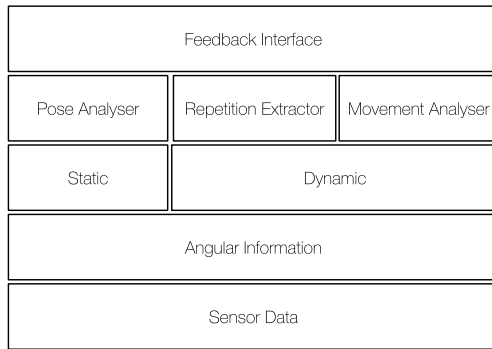 Feedback Interface
Pose Analyser
Repetition Extractor
Movement Analyser
Static
Dynamic
Angular Information
Sensor Data